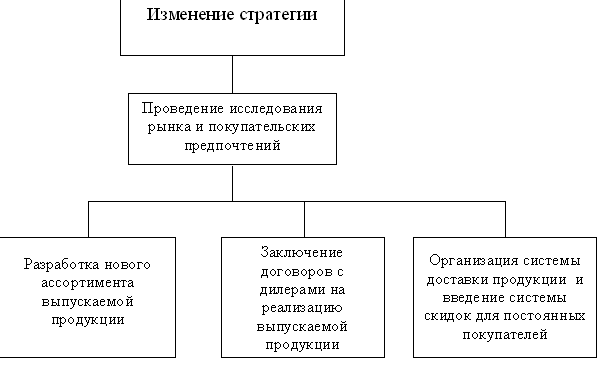 Изменение стратегии
Проведение исследования
рынка и покупательских
предпочтений
Разработка нового
ассортимента
выпускаемой
продукции
Заключение
договоров с
дилерами на
реализацию
выпускаемой
продукции
Организация системы
доставки продукции и
введение системы
скидок для постоянных
покупателей